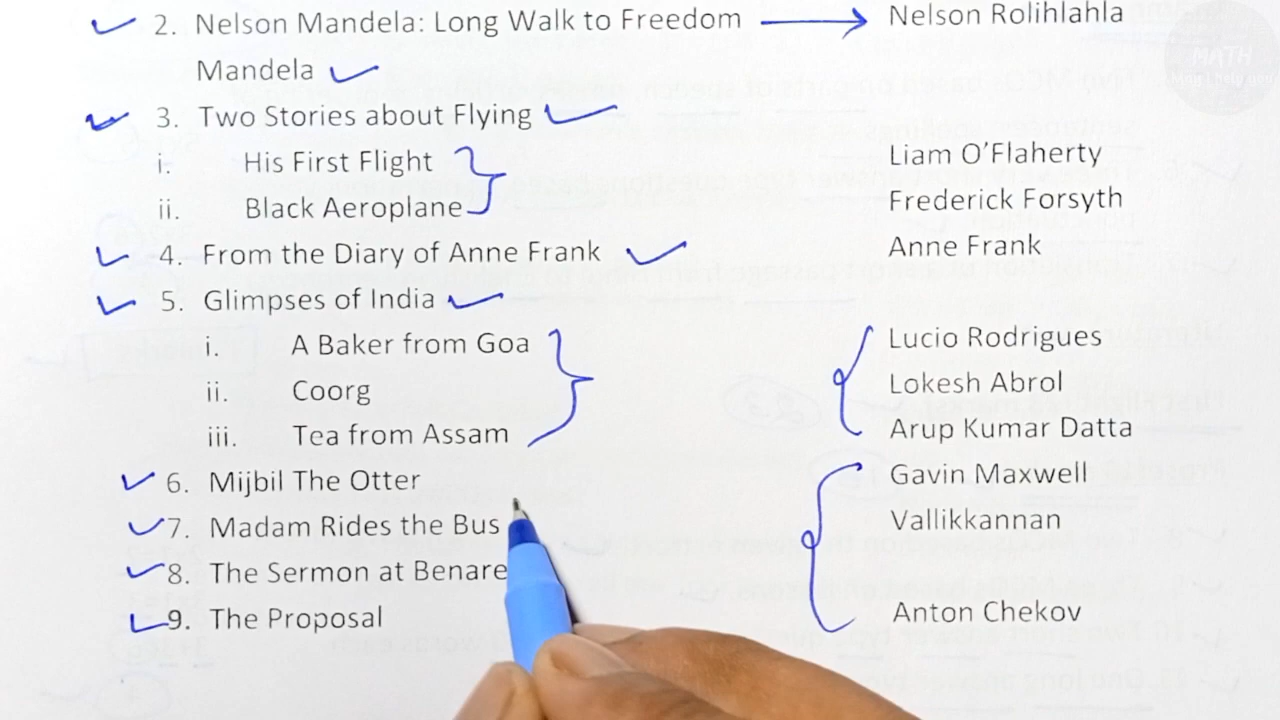 2. Nelson Mandela: Long Walk to Freedom Nelson Rolihlahla
Mandela
3. Two Stories about Flying
i. His First Flight Liam O'Flaherty
ii. Black Aeroplane Frederick Forsyth
4. From the Diary of Anne Frank Anne Frank
5. Glimpses of India
i. A Baker from Goa Lucio Rodrigues
ii. Coorg Lokesh Abrol
iii. Tea from Assam Arup Kumar Datta
6. Mijbil The Otter Gavin Maxwell
7. Madam Rides the Bus Vallikkannan
8. The Sermon at Benare
9. The Proposal Anton Chekov
MATH